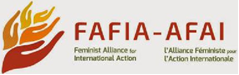 FAFIA-AFAI
Feminist Alliance for
International Action
l'Alliance Féministe pour
l'Action Internationale